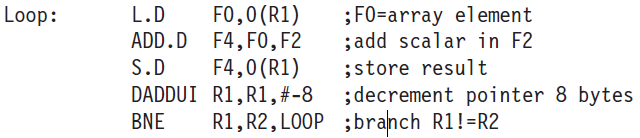 Loop: L.D F0,0(R1) ;F0=array element
ADD.D F4,F0,F2 ;add scalar in F2
S.D F4,0(R1) ;store result
DADDUI R1,R1,#-8 ;decrement pointer 8 bytes
BNE R1,R2,LOOP ;branch R1!=R2